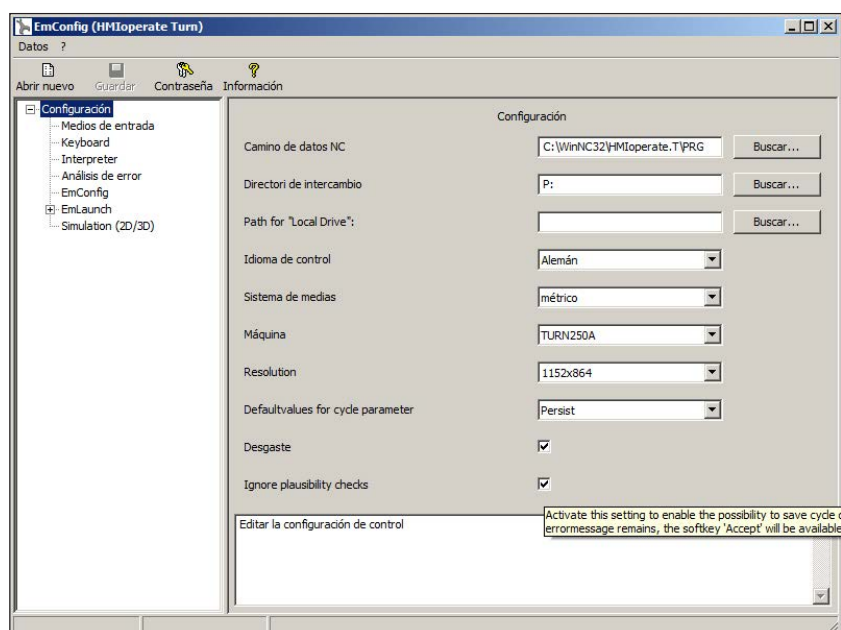 EmConfig (HMIoperate Turn)
Datos ?
Abrir nuevo Guardar Contraseña Información
Configuración
Medios de entrada
Keyboard
Interpreter
Análisis de error
EmConfig
EmLaunch
Simulation (2D/3D)
Configuración
Camino de datos NC C:\WinNC32\HMIoperate.T\PRG Buscar...
Directori de intercambio P: Buscar...
Path for "Local Drive": Buscar...
Idioma de control Alemán
Sistema de medias métrico
Máquina TURN250A
Resolution 1152x864
Defaultvalues for cycle parameter Persist
Desgaste
Ignore plausibility checks
Activate this setting to enable the possibility to save cycle
errormessage remains, the softkey 'Accept' will be available
Editar la configuración de control